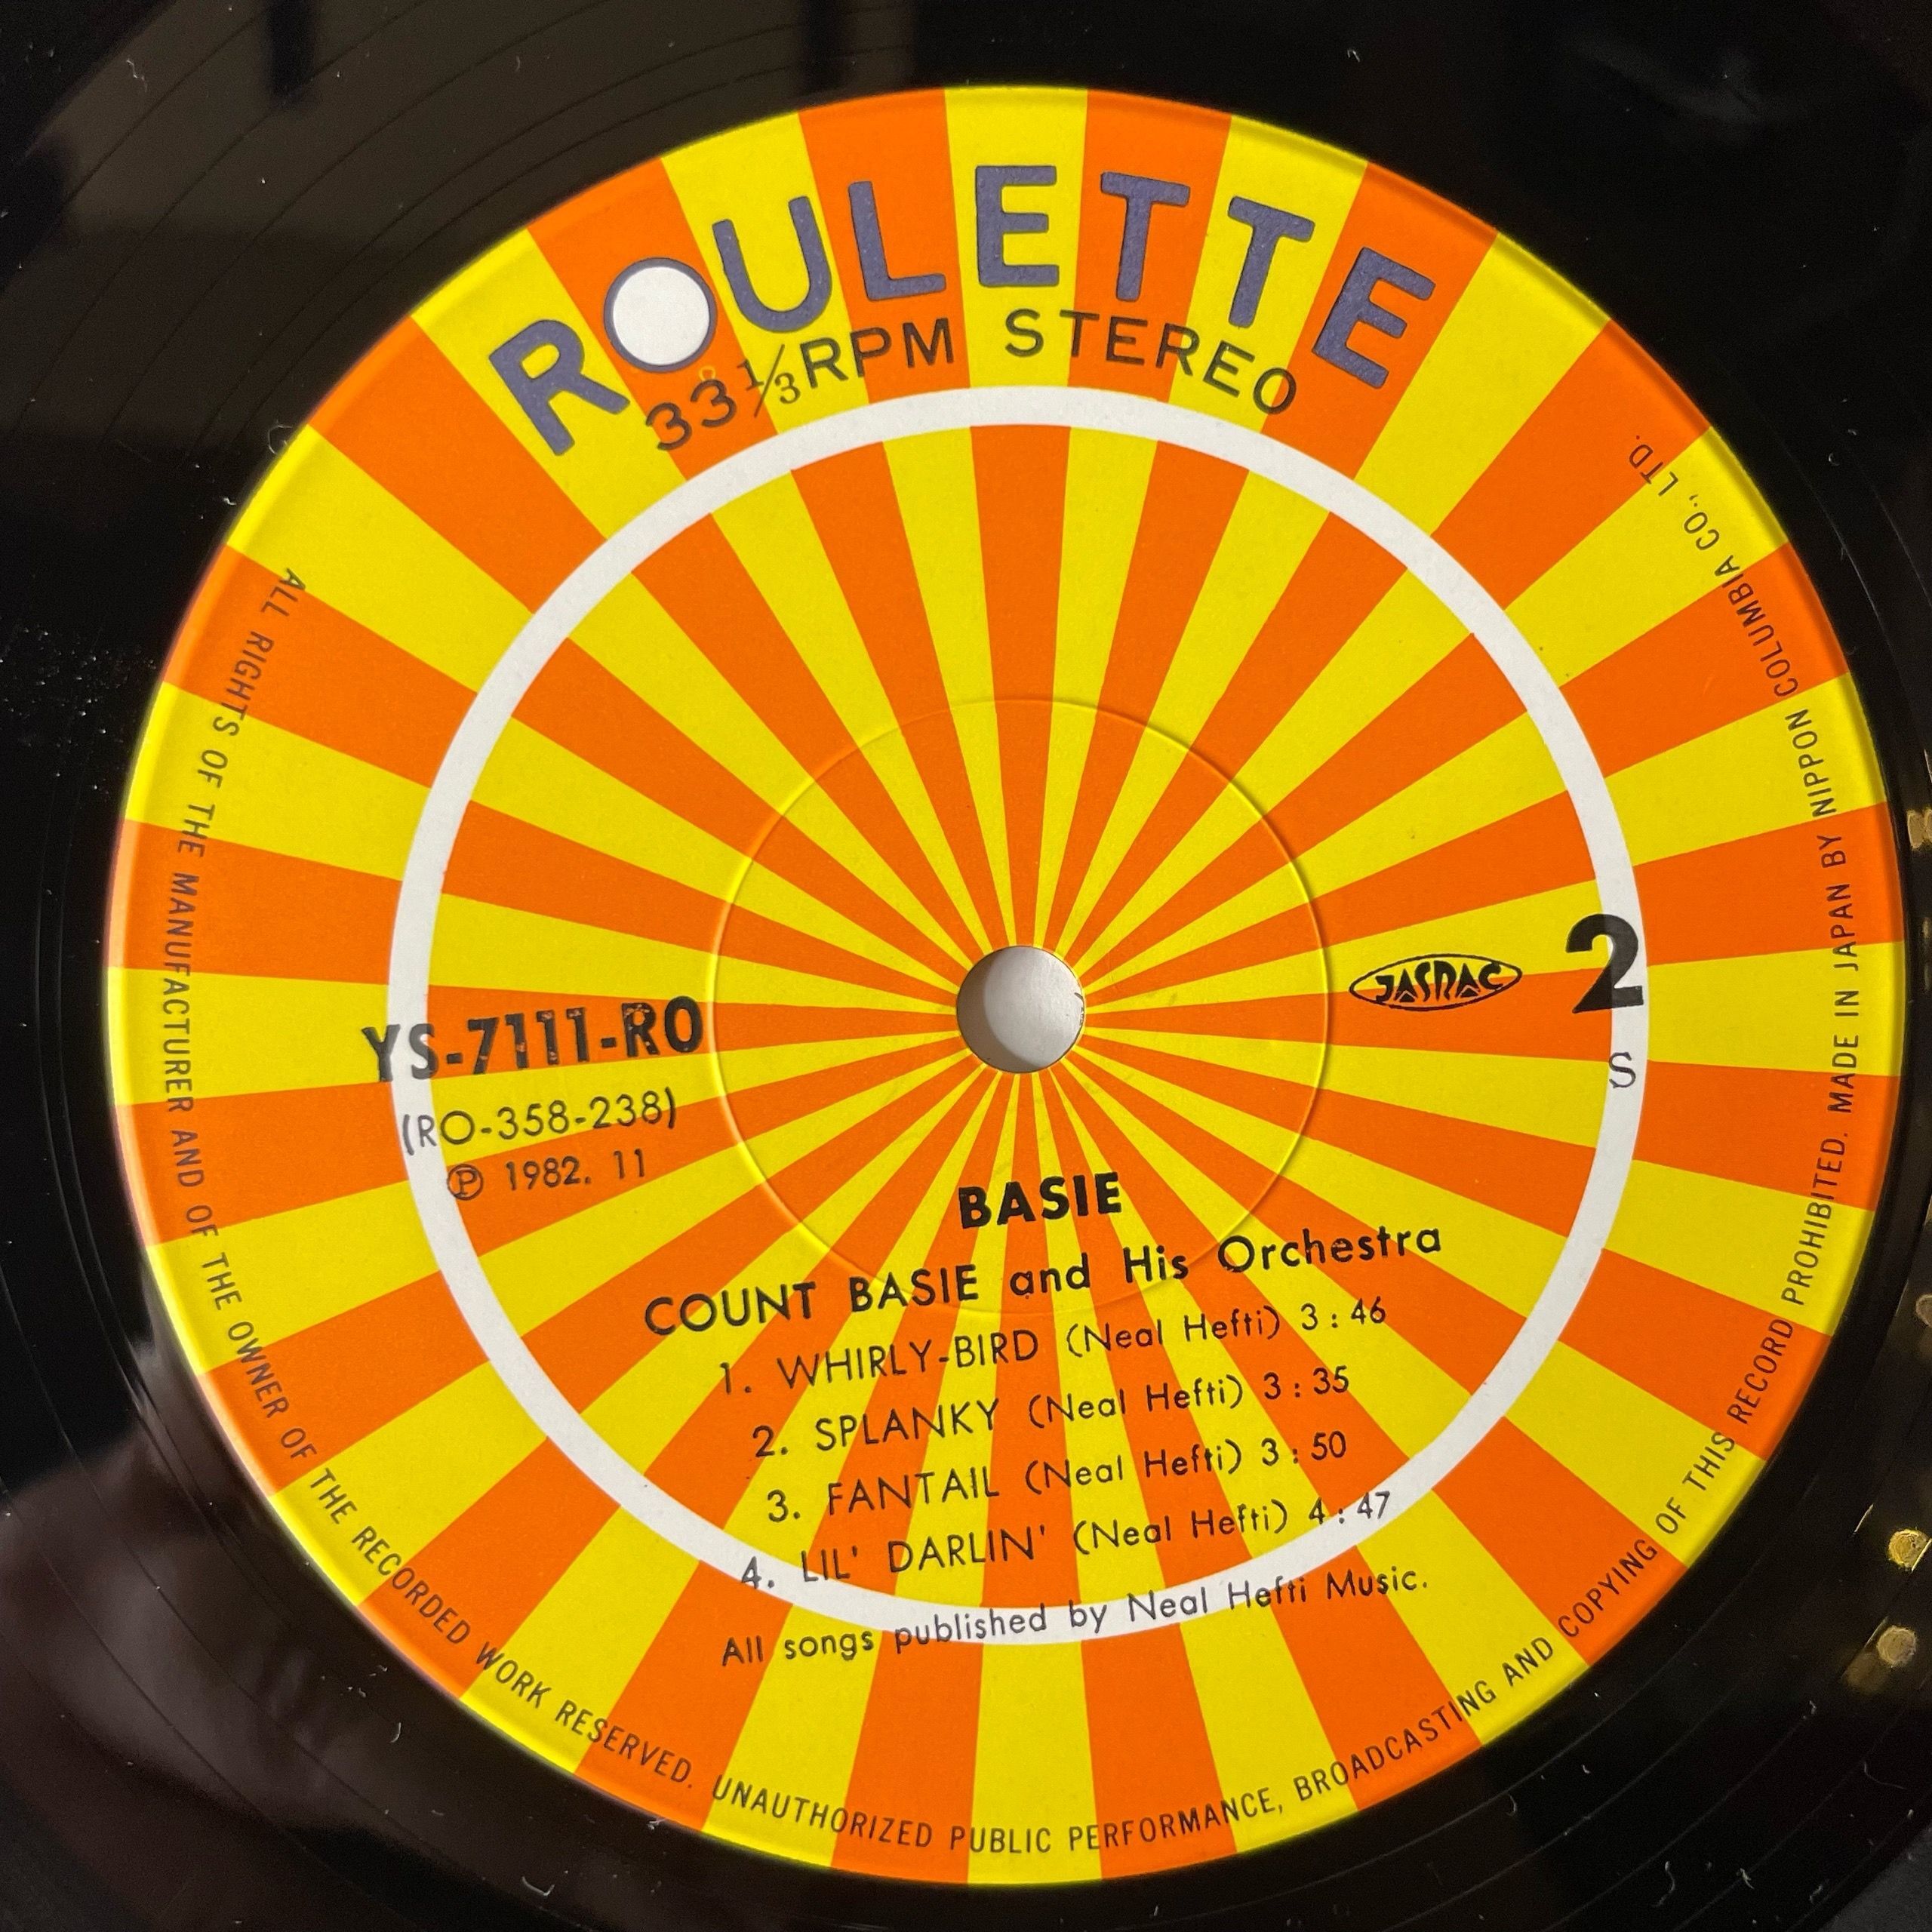 ROULETTE
33⅓RPM STEREO
JASRAC
2
S
YS-7111-RO
(RO-358-238)
℗ 1982. 11
BASIE
COUNT BASIE and His Orchestra
1. WHIRLY-BIRD (Neal Hefti) 3:46
2. SPLANKY (Neal Hefti) 3:35
3. FANTAIL (Neal Hefti) 3:50
4. LIL' DARLIN' (Neal Hefti) 4:47
All songs published by Neal Hefti Music.
ALL RIGHTS OF THE MANUFACTURER AND OF THE OWNER OF THE RECORDED WORK RESERVED. UNAUTHORIZED PUBLIC PERFORMANCE, BROADCASTING AND COPYING OF THIS RECORD PROHIBITED. MADE IN JAPAN BY NIPPON COLUMBIA CO., LTD.